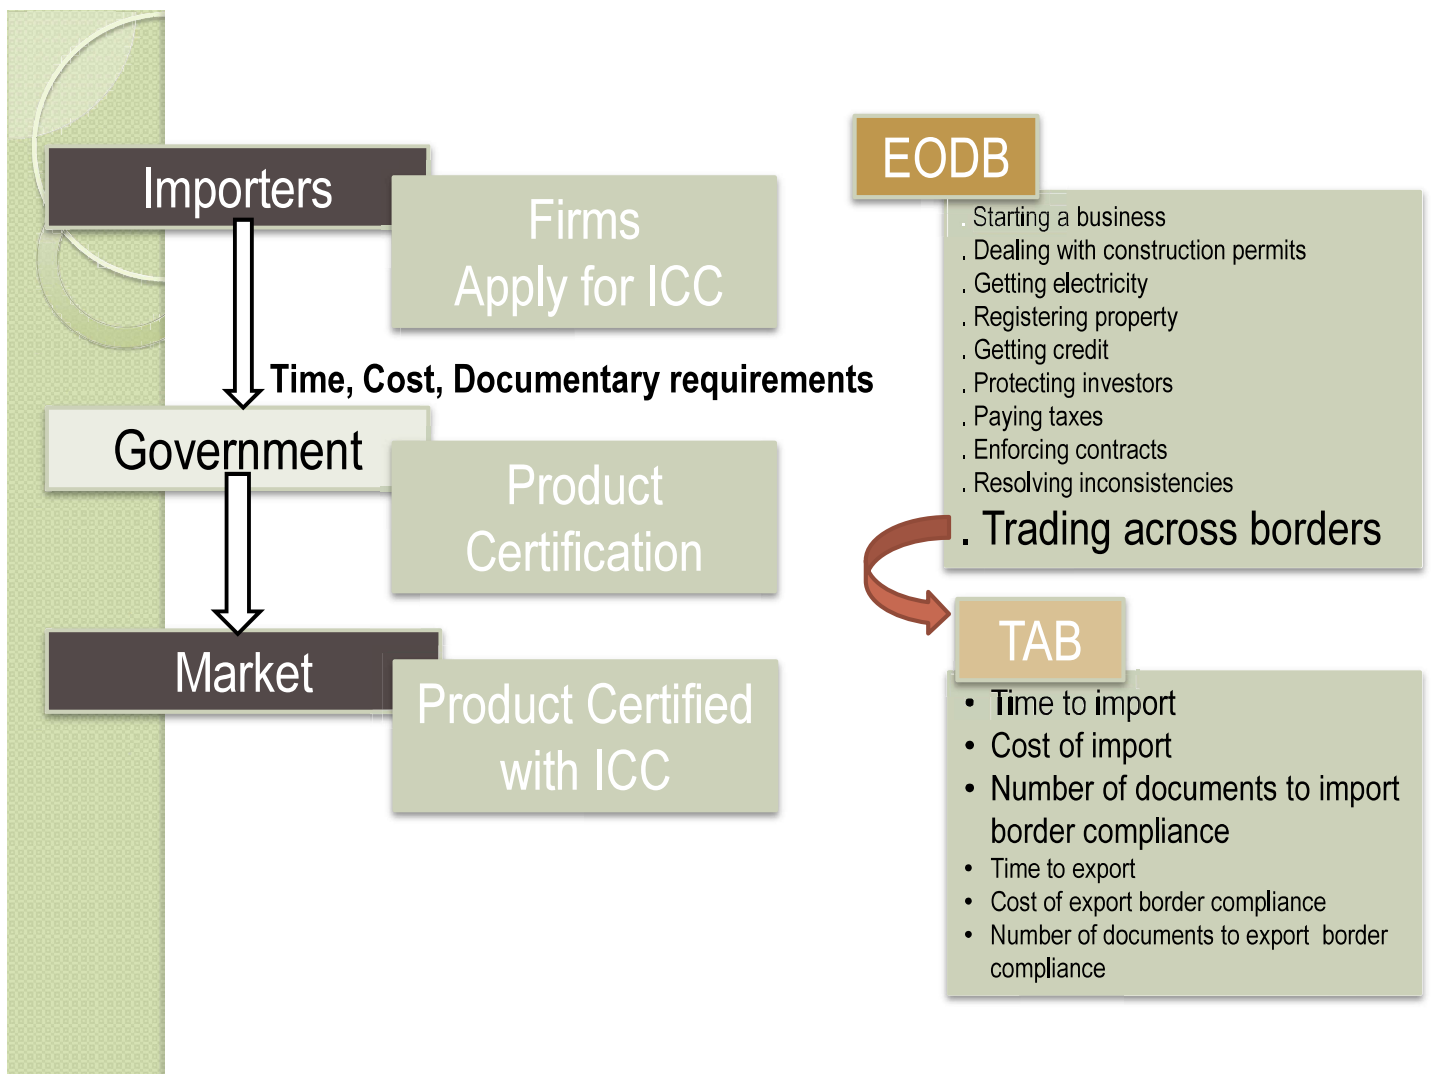 Importers
Firms
Apply for ICC
Time, Cost, Documentary requirements
Government
Product
Certification
Market
Product Certified
with ICC
EODB
. Starting a business
. Dealing with construction permits
. Getting electricity
. Registering property
. Getting credit
. Protecting investors
. Paying taxes
. Enforcing contracts
. Resolving inconsistencies
. Trading across borders
TAB
• Time to import
• Cost of import
• Number of documents to import
border compliance
• Time to export
• Cost of export border compliance
• Number of documents to export border
compliance